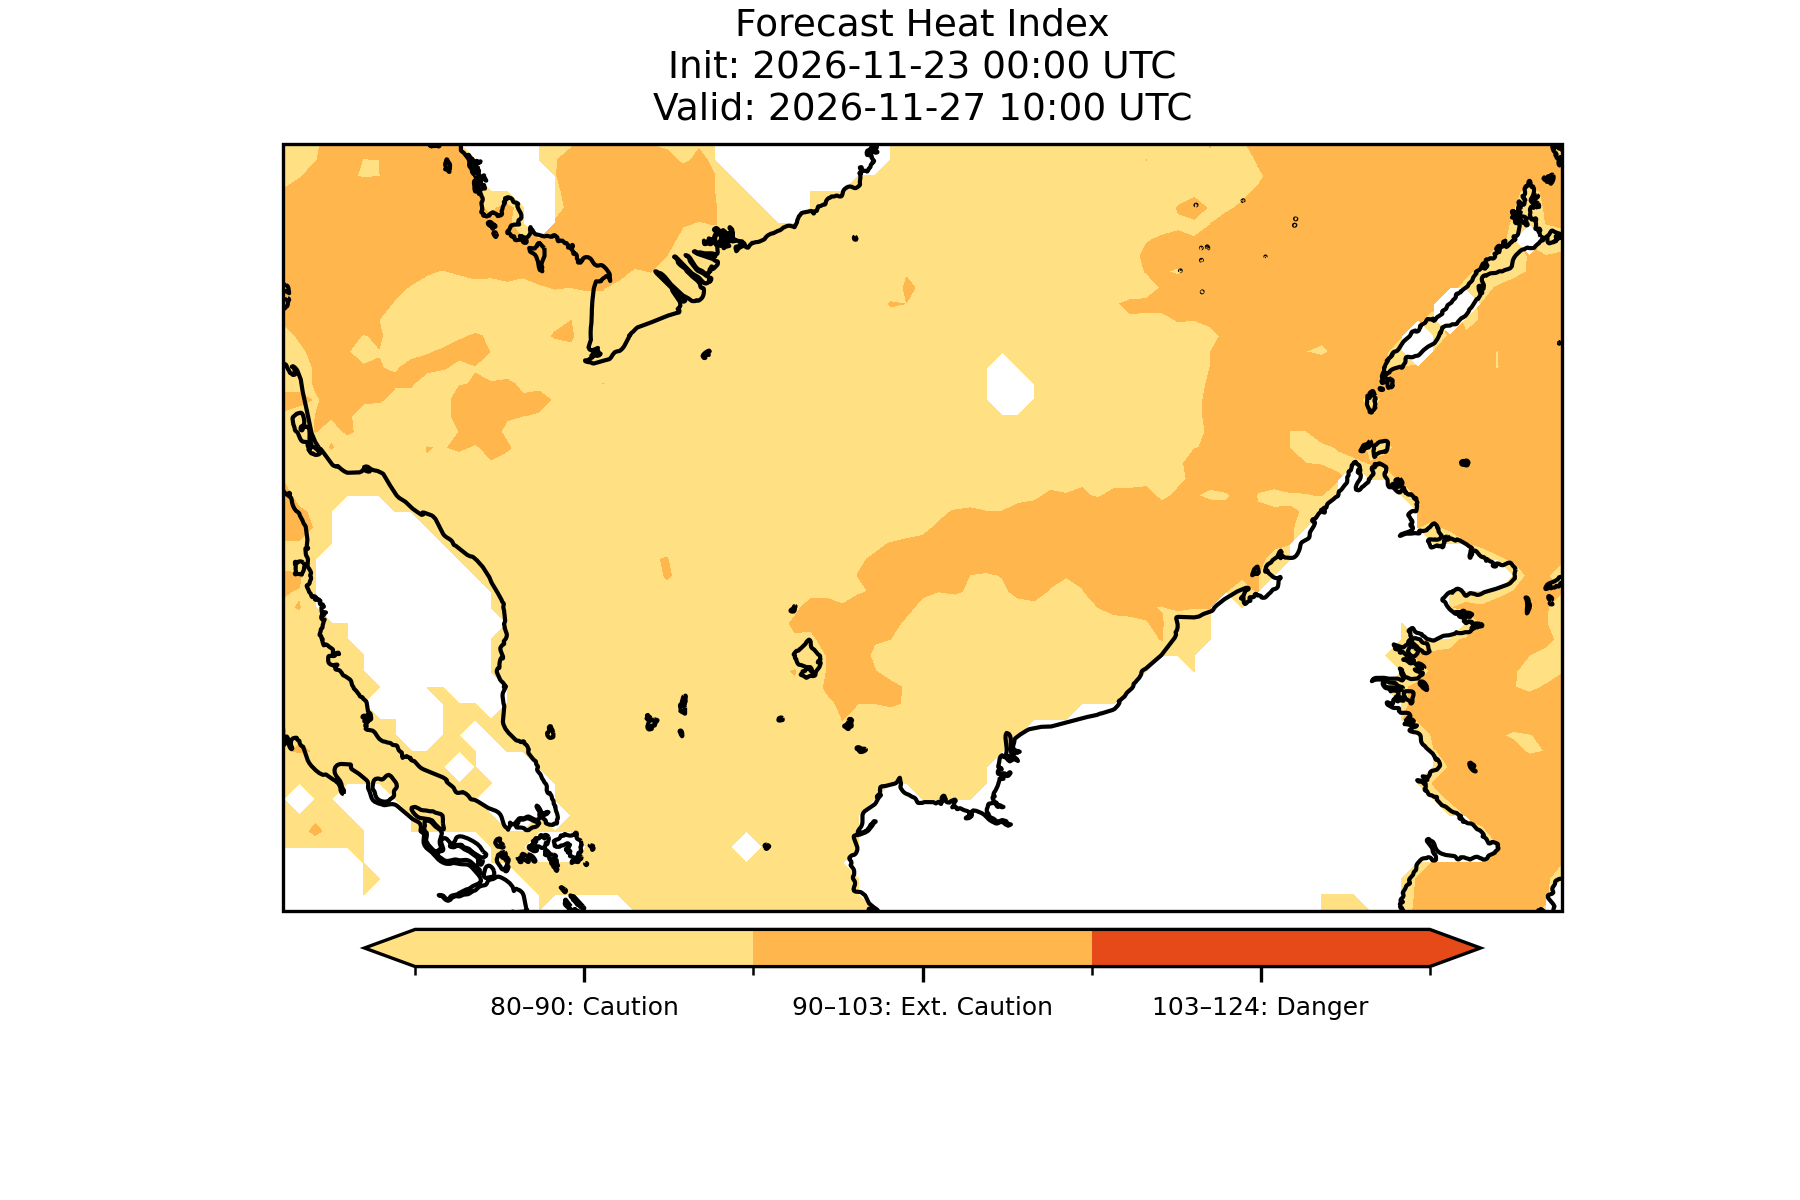 Forecast Heat Index
Init: 2026-11-23 00:00 UTC
Valid: 2026-11-27 10:00 UTC
80–90: Caution
90–103: Ext. Caution
103–124: Danger